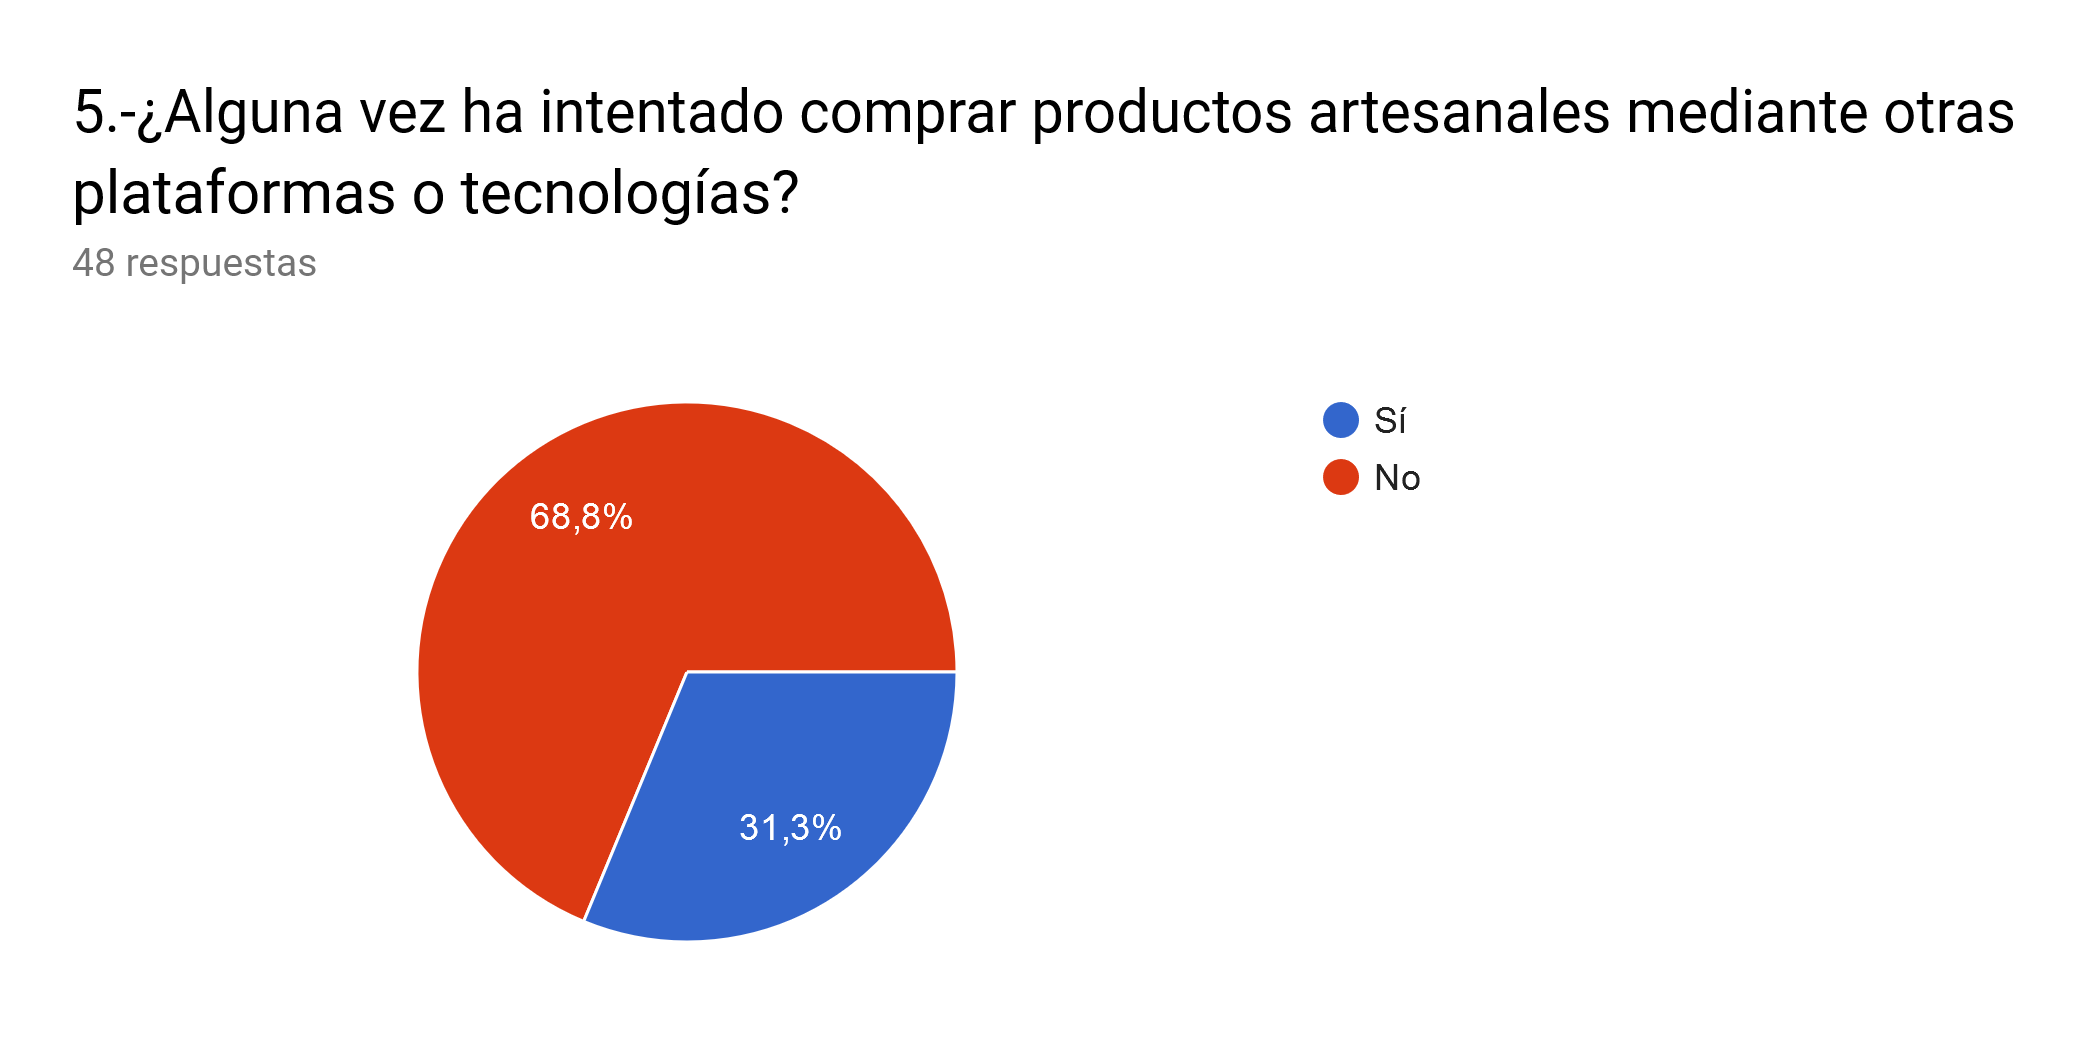 5.-¿Alguna vez ha intentado comprar productos artesanales mediante otras
plataformas o tecnologías?
48 respuestas
Sí
No
68,8%
31,3%